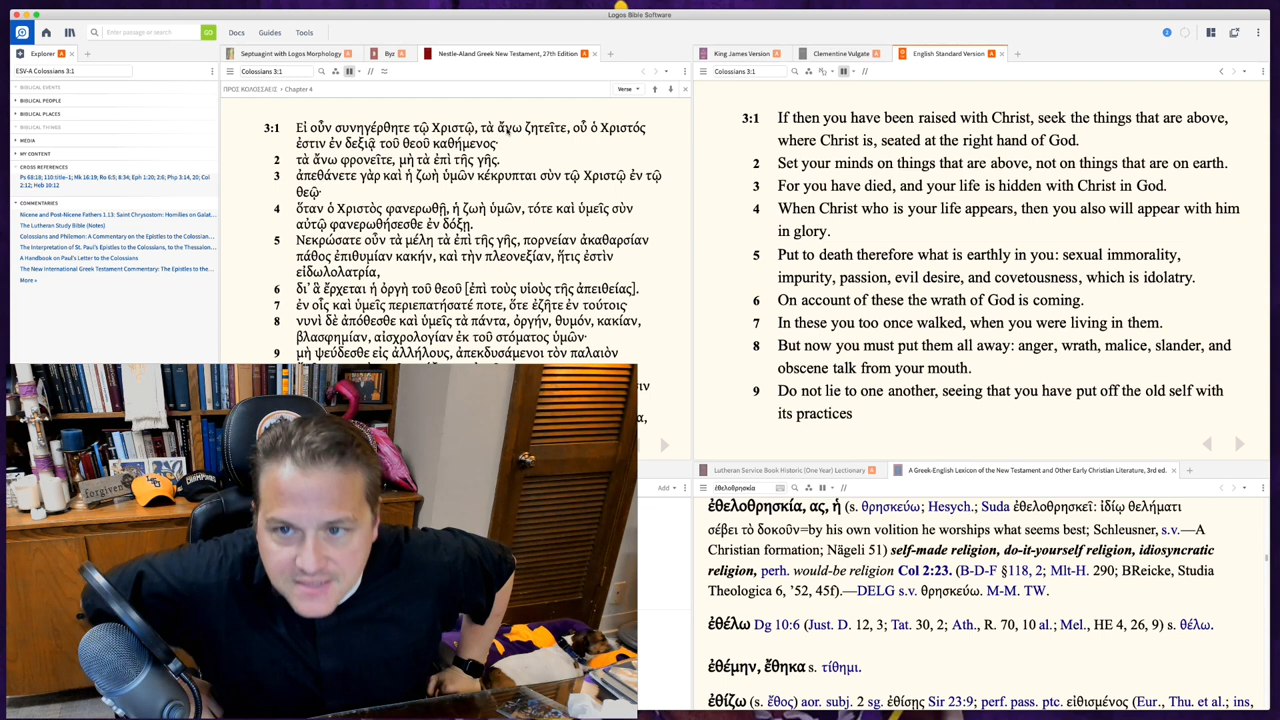 Logos Bible Software
Enter passage or search
GO
Docs
Guides
Tools
2
Explorer A
Septuagint with Logos Morphology A
Byz A
Nestle-Aland Greek New Testament, 27th Edition A
King James Version A
Clementine Vulgate A
English Standard Version A
ESV-A Colossians 3:1
Colossians 3:1
Colossians 3:1
BIBLICAL EVENTS
BIBLICAL PEOPLE
BIBLICAL PLACES
BIBLICAL THINGS
MEDIA
MY CONTENT
CROSS REFERENCES
Ps 68:18; 110:title–1; Mk 16:19; Ro 6:5; 8:34; Eph 1:20; 2:6; Php 3:14, 20; Col
2:12; Heb 10:12
COMMENTARIES
Nicene and Post-Nicene Fathers 1.13: Saint Chrysostom: Homilies on Galat...
The Lutheran Study Bible (Notes)
Colossians and Philemon: A Commentary on the Epistles to the Colossian...
The Interpretation of St. Paul's Epistles to the Colossians, to the Thessalon...
A Handbook on Paul's Letter to the Colossians
The New International Greek Testament Commentary: The Epistles to the...
More »
ΠΡΟΣ ΚΟΛΟΣΣΑΕΙΣ › Chapter 4
Verse
3:1 Εἰ οὖν συνηγέρθητε τῷ Χριστῷ, τὰ ἄνω ζητεῖτε, οὗ ὁ Χριστός
ἐστιν ἐν δεξιᾷ τοῦ θεοῦ καθήμενος·
2 τὰ ἄνω φρονεῖτε, μὴ τὰ ἐπὶ τῆς γῆς.
3 ἀπεθάνετε γὰρ καὶ ἡ ζωὴ ὑμῶν κέκρυπται σὺν τῷ Χριστῷ ἐν τῷ
θεῷ·
4 ὅταν ὁ Χριστὸς φανερωθῇ, ἡ ζωὴ ὑμῶν, τότε καὶ ὑμεῖς σὺν
αὐτῷ φανερωθήσεσθε ἐν δόξῃ.
5 Νεκρώσατε οὖν τὰ μέλη τὰ ἐπὶ τῆς γῆς, πορνείαν ἀκαθαρσίαν
πάθος ἐπιθυμίαν κακήν, καὶ τὴν πλεονεξίαν, ἥτις ἐστὶν
εἰδωλολατρία,
6 δι’ ἃ ἔρχεται ἡ ὀργὴ τοῦ θεοῦ [ἐπὶ τοὺς υἱοὺς τῆς ἀπειθείας].
7 ἐν οἷς καὶ ὑμεῖς περιεπατήσατέ ποτε, ὅτε ἐζῆτε ἐν τούτοις·
8 νυνὶ δὲ ἀπόθεσθε καὶ ὑμεῖς τὰ πάντα, ὀργήν, θυμόν, κακίαν,
βλασφημίαν, αἰσχρολογίαν ἐκ τοῦ στόματος ὑμῶν·
9 μὴ ψεύδεσθε εἰς ἀλλήλους, ἀπεκδυσάμενοι τὸν παλαιὸν
3:1 If then you have been raised with Christ, seek the things that are above,
where Christ is, seated at the right hand of God.
2 Set your minds on things that are above, not on things that are on earth.
3 For you have died, and your life is hidden with Christ in God.
4 When Christ who is your life appears, then you also will appear with him
in glory.
5 Put to death therefore what is earthly in you: sexual immorality,
impurity, passion, evil desire, and covetousness, which is idolatry.
6 On account of these the wrath of God is coming.
7 In these you too once walked, when you were living in them.
8 But now you must put them all away: anger, wrath, malice, slander, and
obscene talk from your mouth.
9 Do not lie to one another, seeing that you have put off the old self with
its practices
Add
Lutheran Service Book Historic (One Year) Lectionary A
A Greek-English Lexicon of the New Testament and Other Early Christian Literature, 3rd ed.
ἐθελοθρησκία
ἐθελοθρησκία, ας, ἡ (s. θρησκεύω; Hesych.; Suda ἐθελοθρησκεῖ: ἰδίῳ θελήματι
σέβει τὸ δοκοῦν=by his own volition he worships what seems best; Schleusner, s.v.—A
Christian formation; Nägeli 51) self-made religion, do-it-yourself religion, idiosyncratic
religion, perh. would-be religion Col 2:23. (B-D-F §118, 2; Mlt-H. 290; BReicke, Studia
Theologica 6, ’52, 45f).—DELG s.v. θρησκεύω. M-M. TW.
ἐθέλω Dg 10:6 (Just. D. 12, 3; Tat. 30, 2; Ath., R. 70, 10 al.; Mel., HE 4, 26, 9) s. θέλω.
ἐθέμην, ἔθηκα s. τίθημι.
ἐθίζω (s. ἔθος) aor. subj. 2 sg. ἐθίσῃς Sir 23:9; perf. pass. ptc. εἰθισμένος (Eur., Thu. et al.; ins,
forgiven
CHAMPIONS